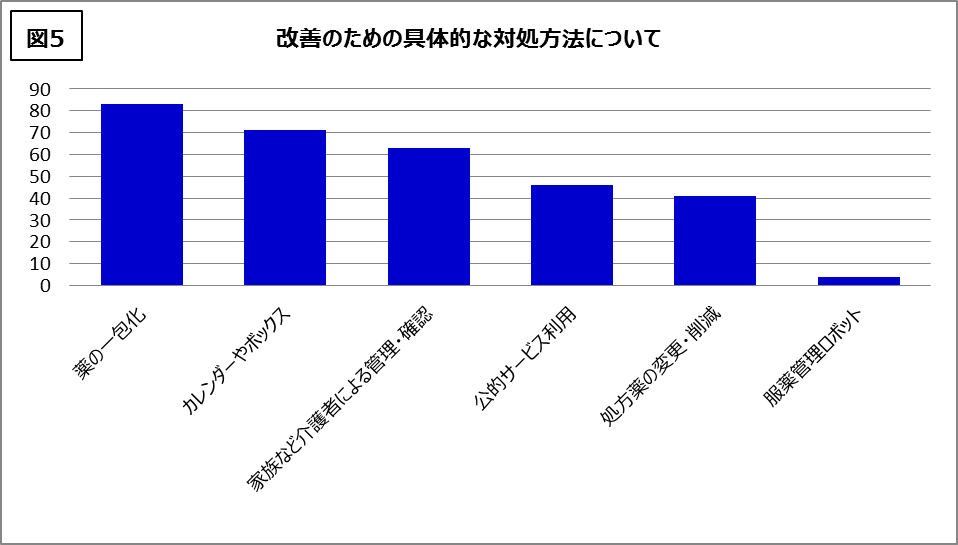 図5
改善のための具体的な対処方法について
90
80
70
60
50
40
30
20
10
0
薬の一包化
カレンダーやボックス
家族など介護者による管理・確認
公的サービス利用
処方薬の変更・削減
服薬管理ロボット